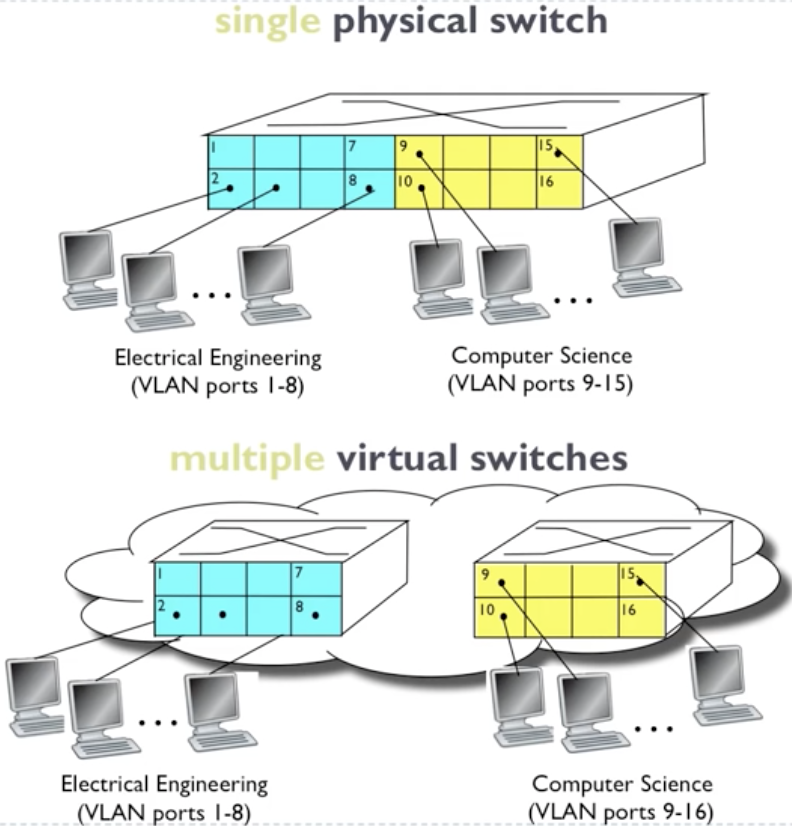 single physical switch
1 7 9 15
2 8 10 16
...
...
Electrical Engineering
(VLAN ports 1-8)
Computer Science
(VLAN ports 9-15)
multiple virtual switches
1 7
2 8
9 15
10 16
...
...
Electrical Engineering
(VLAN ports 1-8)
Computer Science
(VLAN ports 9-16)